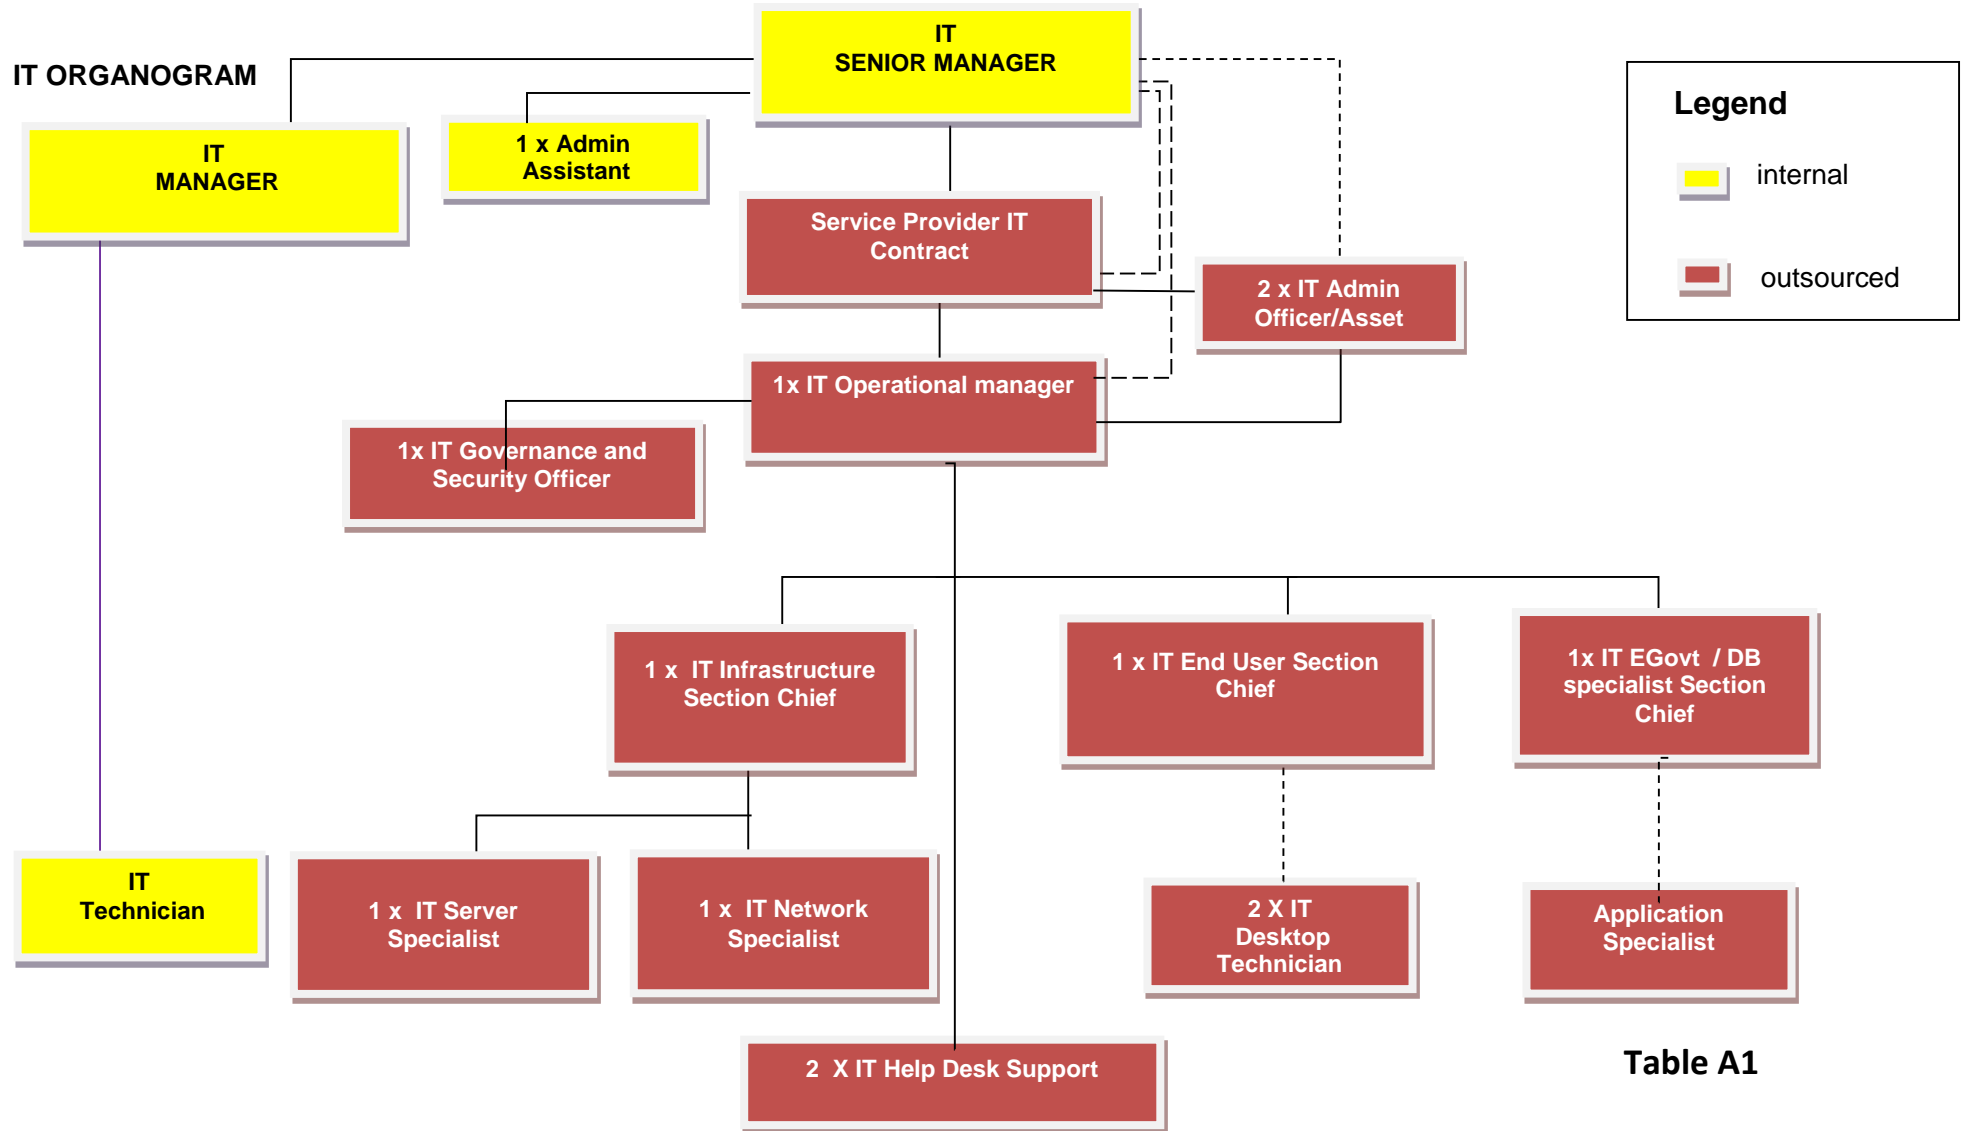 IT
SENIOR MANAGER
IT ORGANOGRAM
Legend
internal
outsourced
IT
MANAGER
1 x Admin
Assistant
Service Provider IT
Contract
2 x IT Admin
Officer/Asset
1x IT Operational manager
1x IT Governance and
Security Officer
1 x  IT Infrastructure
Section Chief
1 x IT End User Section
Chief
1x IT EGovt  / DB
specialist Section
Chief
IT
Technician
1 x  IT Server
Specialist
1 x  IT Network
Specialist
2 X IT
Desktop
Technician
Application
Specialist
2  X IT Help Desk Support
Table A1